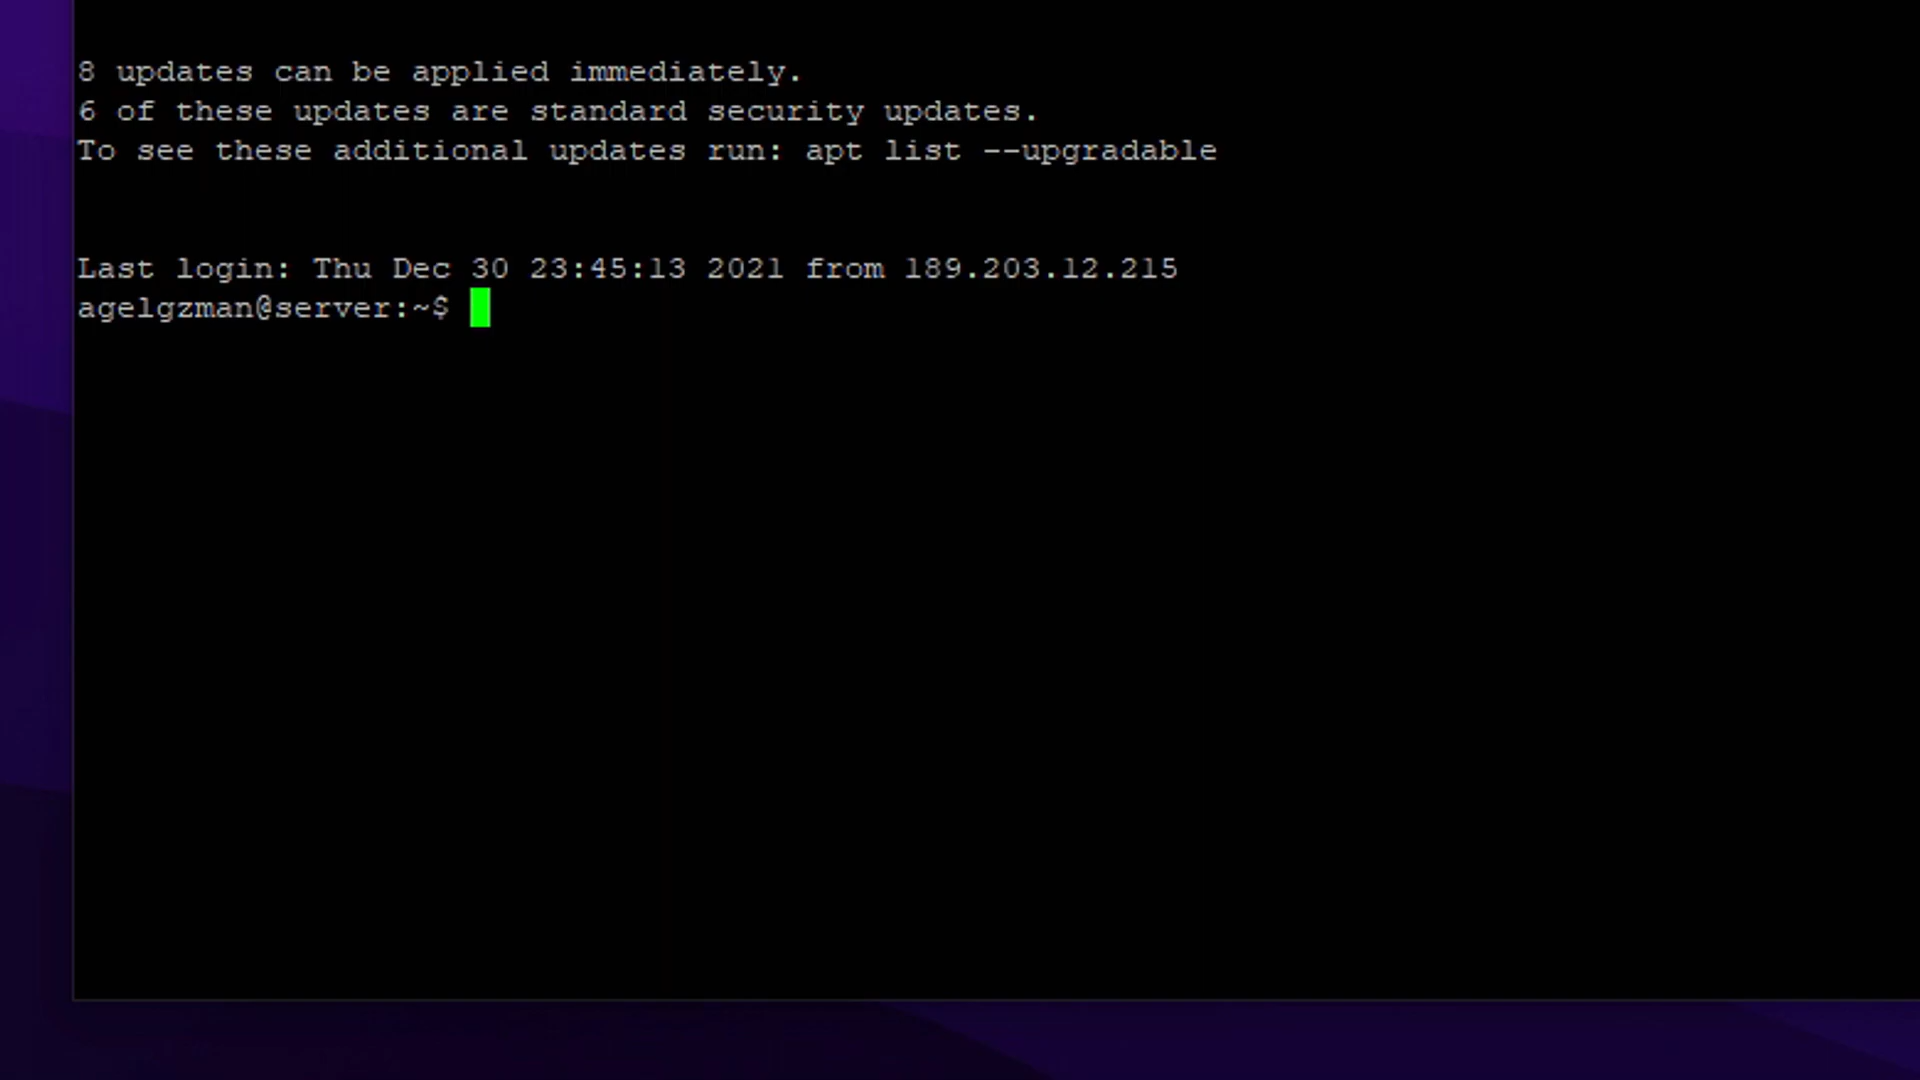 8 updates can be applied immediately.
6 of these updates are standard security updates.
To see these additional updates run: apt list --upgradable
Last login: Thu Dec 30 23:45:13 2021 from 189.203.12.215
agelgzman@server:~$